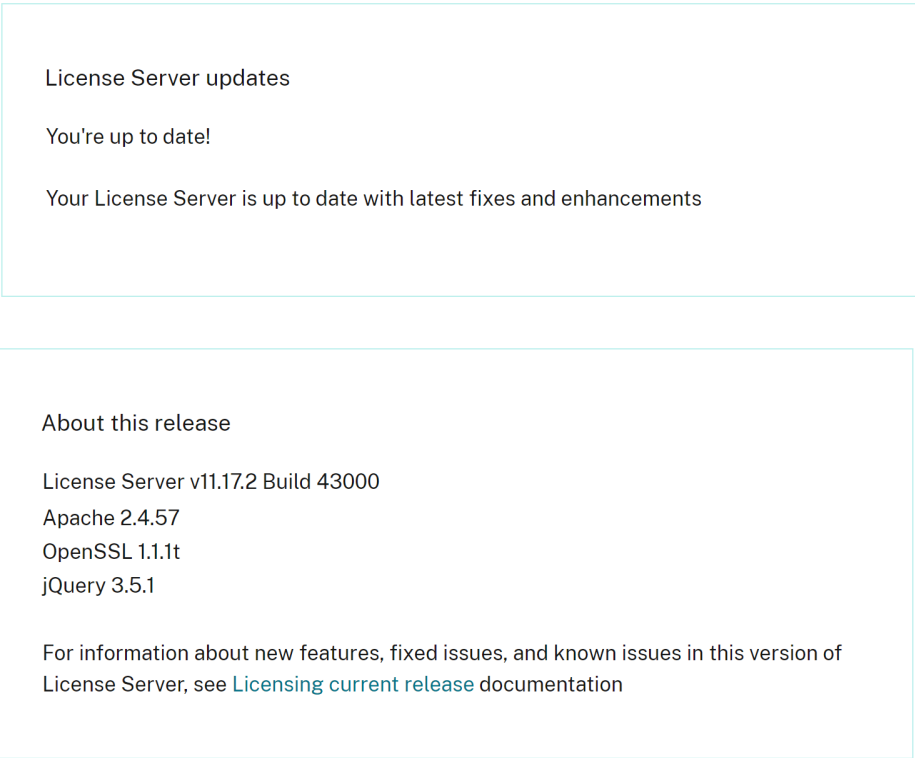 License Server updates
You're up to date!
Your License Server is up to date with latest fixes and enhancements
About this release
License Server v11.17.2 Build 43000
Apache 2.4.57
OpenSSL 1.1.1t
jQuery 3.5.1
For information about new features, fixed issues, and known issues in this version of
License Server, see Licensing current release documentation